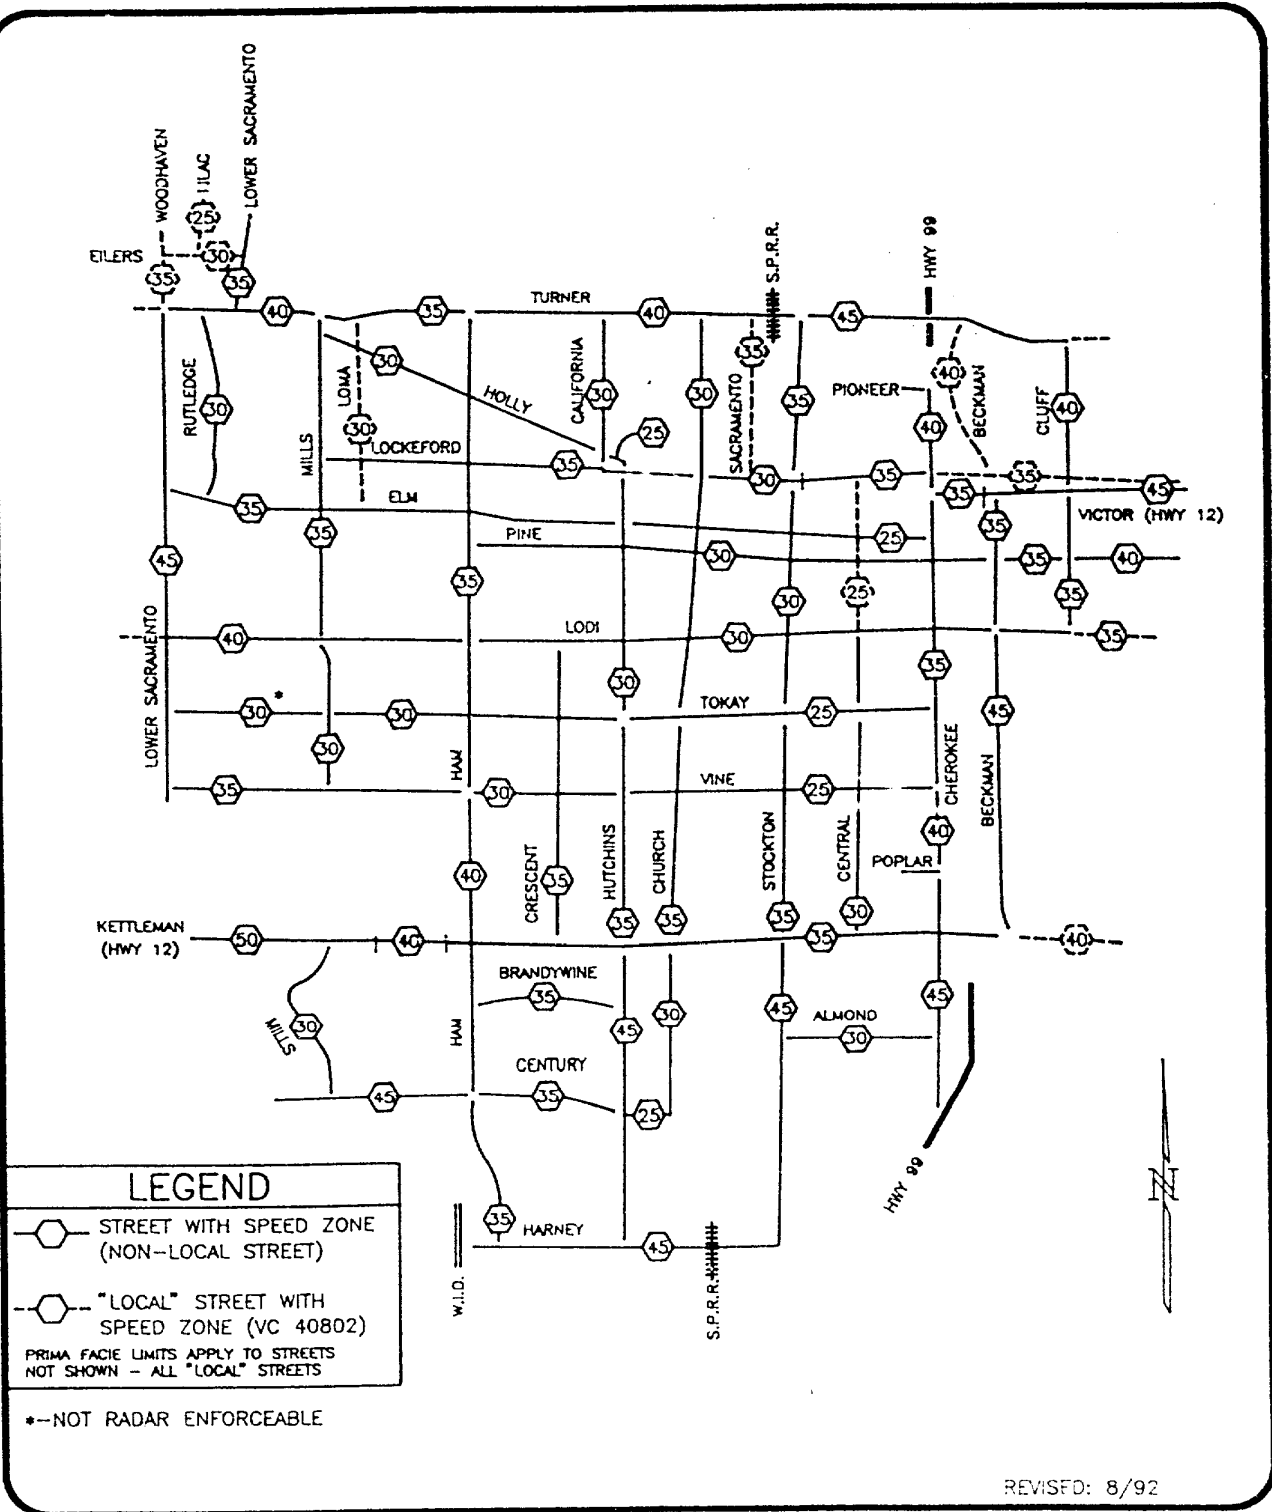 WOODHAVEN
LILAC
LOWER SACRAMENTO
25
EILERS
30
35
35
S.P.R.R.
HWY 99
40
35
TURNER
40
45
RUTLEDGE
30
MILLS
LOMA
30
30
HOLLY
CALIFORNIA
30
25
30
SACRAMENTO
35
35
PIONEER
40
40
BECKMAN
CLUFF
40
LOCKEFORD
35
30
35
35
35
45
VICTOR (HWY 12)
ELM
35
25
35
PINE
30
35
40
35
45
35
30
25
35
LOWER SACRAMENTO
40
LODI
30
35
30
35
30
*
30
TOKAY
25
45
30
HAM
CHEROKEE
BECKMAN
35
30
VINE
25
40
40
CRESCENT
35
HUTCHINS
CHURCH
STOCKTON
CENTRAL
POPLAR
35
35
35
30
KETTLEMAN
(HWY 12)
50
40
35
40
BRANDYWINE
35
MILLS
30
HAM
45
30
45
ALMOND
30
45
CENTURY
45
35
25
HWY 99
35
HARNEY
45
W.I.D.
S.P.R.R.
N
LEGEND
STREET WITH SPEED ZONE
(NON-LOCAL STREET)
"LOCAL" STREET WITH
SPEED ZONE (VC 40802)
PRIMA FACIE LIMITS APPLY TO STREETS
NOT SHOWN - ALL "LOCAL" STREETS
*-NOT RADAR ENFORCEABLE
REVISED: 8/92